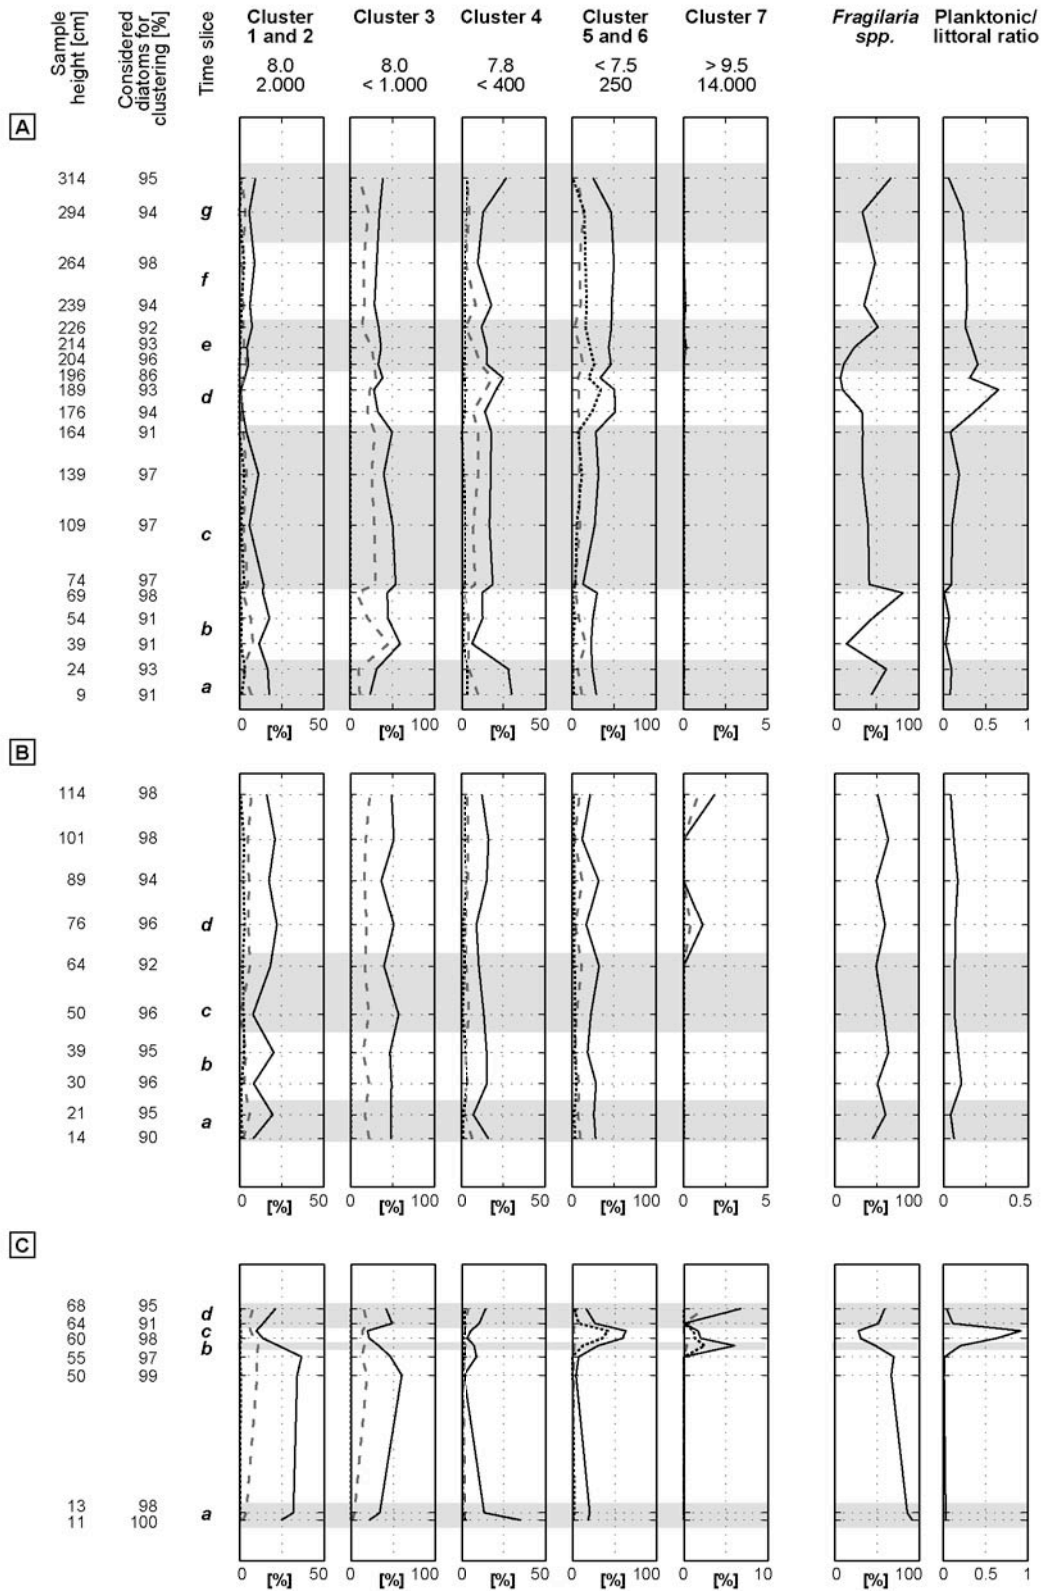 Sample height [cm]
Considered diatoms for clustering [%]
Time slice
Cluster 1 and 2
8.0
2.000
Cluster 3
8.0
< 1.000
Cluster 4
7.8
< 400
Cluster 5 and 6
< 7.5
250
Cluster 7
> 9.5
14.000
Fragilaria spp.
Planktonic/ littoral ratio
A
314 95
294 94 g
264 98 f
239 94
226 92
214 93 e
204 96
196 86
189 93 d
176 94
164 91
139 97
109 97 c
74 97
69 98
54 91 b
39 91
24 93
9 91 a
0 [%] 50 0 [%] 100 0 [%] 50 0 [%] 100 0 [%] 5 0 [%] 100 0 0.5 1
B
114 98
101 98
89 94
76 96 d
64 92
50 96 c
39 95 b
30 96
21 95 a
14 90
0 [%] 50 0 [%] 100 0 [%] 50 0 [%] 100 0 [%] 5 0 [%] 100 0 0.5
C
68 95 d
64 91
60 98 c
b
55 97
50 99
13 98 a
11 100
0 [%] 50 0 [%] 100 0 [%] 50 0 [%] 100 0 [%] 10 0 [%] 100 0 0.5 1